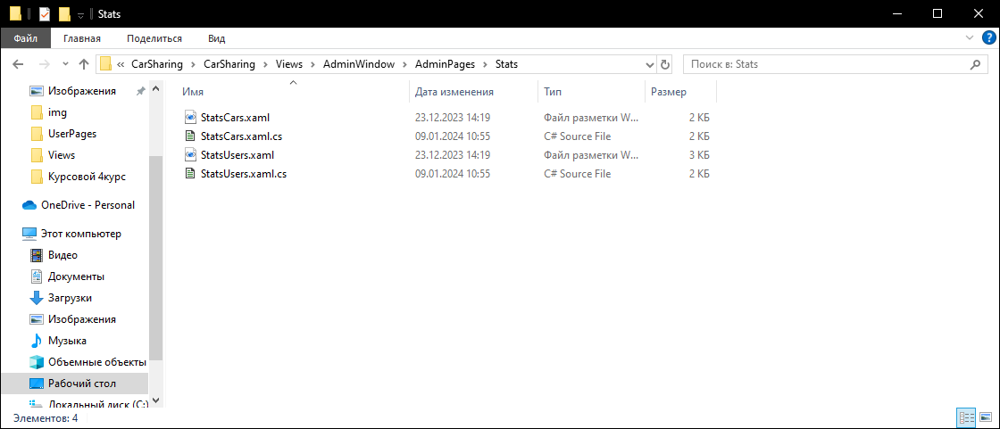 Stats
Файл Главная Поделиться Вид
« CarSharing > CarSharing > Views > AdminWindow > AdminPages > Stats
Поиск в: Stats
Имя Дата изменения Тип Размер
StatsCars.xaml 23.12.2023 14:19 Файл разметки W... 2 КБ
StatsCars.xaml.cs 09.01.2024 10:55 C# Source File 2 КБ
StatsUsers.xaml 23.12.2023 14:19 Файл разметки W... 3 КБ
StatsUsers.xaml.cs 09.01.2024 10:55 C# Source File 2 КБ
Изображения
img
UserPages
Views
Курсовой 4курс
OneDrive - Personal
Этот компьютер
Видео
Документы
Загрузки
Изображения
Музыка
Объемные объекты
Рабочий стол
Локальный диск (C:)
Элементов: 4